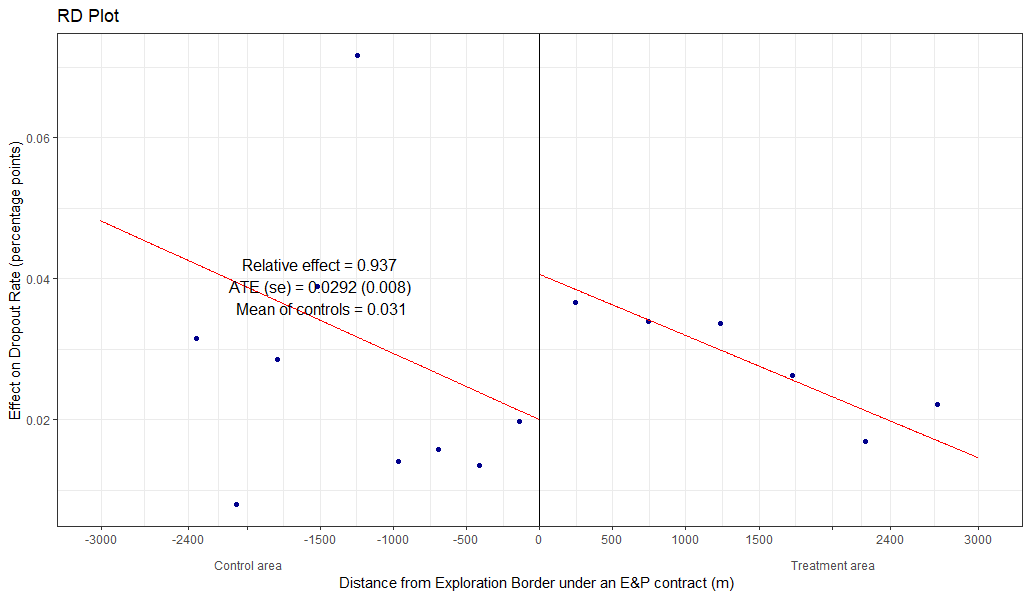 RD Plot
Effect on Dropout Rate (percentage points)
0.06
0.04
0.02
Relative effect = 0.937
ATE (se) = 0.0292 (0.008)
Mean of controls = 0.031
-3000 -2400 -1500 -1000 -500 0 500 1000 1500 2400 3000
Control area Treatment area
Distance from Exploration Border under an E&P contract (m)